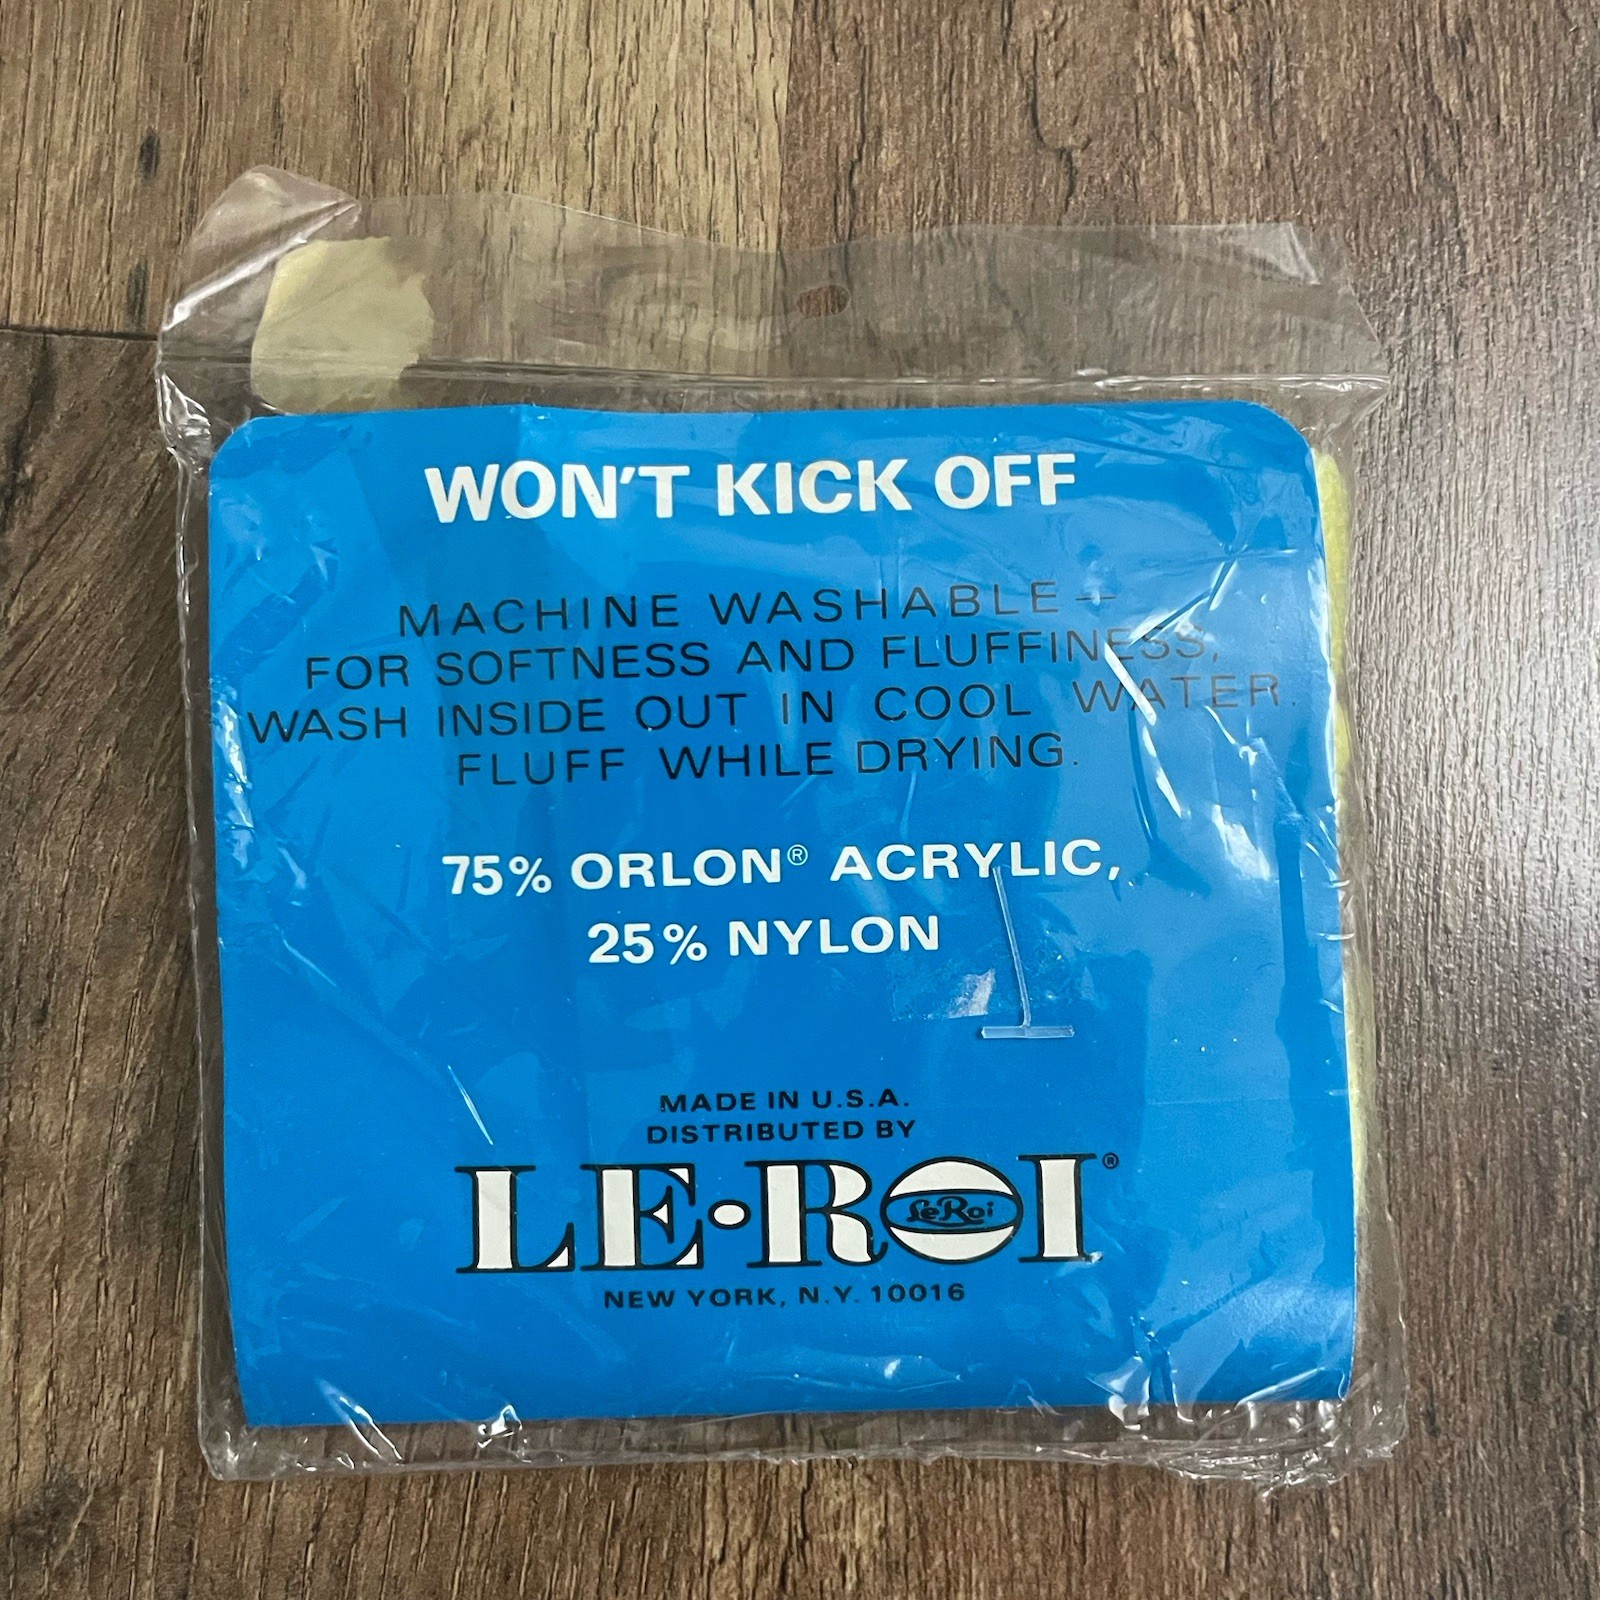 WON'T KICK OFF
MACHINE WASHABLE—
FOR SOFTNESS AND FLUFFINESS,
WASH INSIDE OUT IN COOL WATER.
FLUFF WHILE DRYING.
75% ORLON® ACRYLIC,
25% NYLON
MADE IN U.S.A.
DISTRIBUTED BY
LE·ROI®
LeRoi
NEW YORK, N.Y. 10016